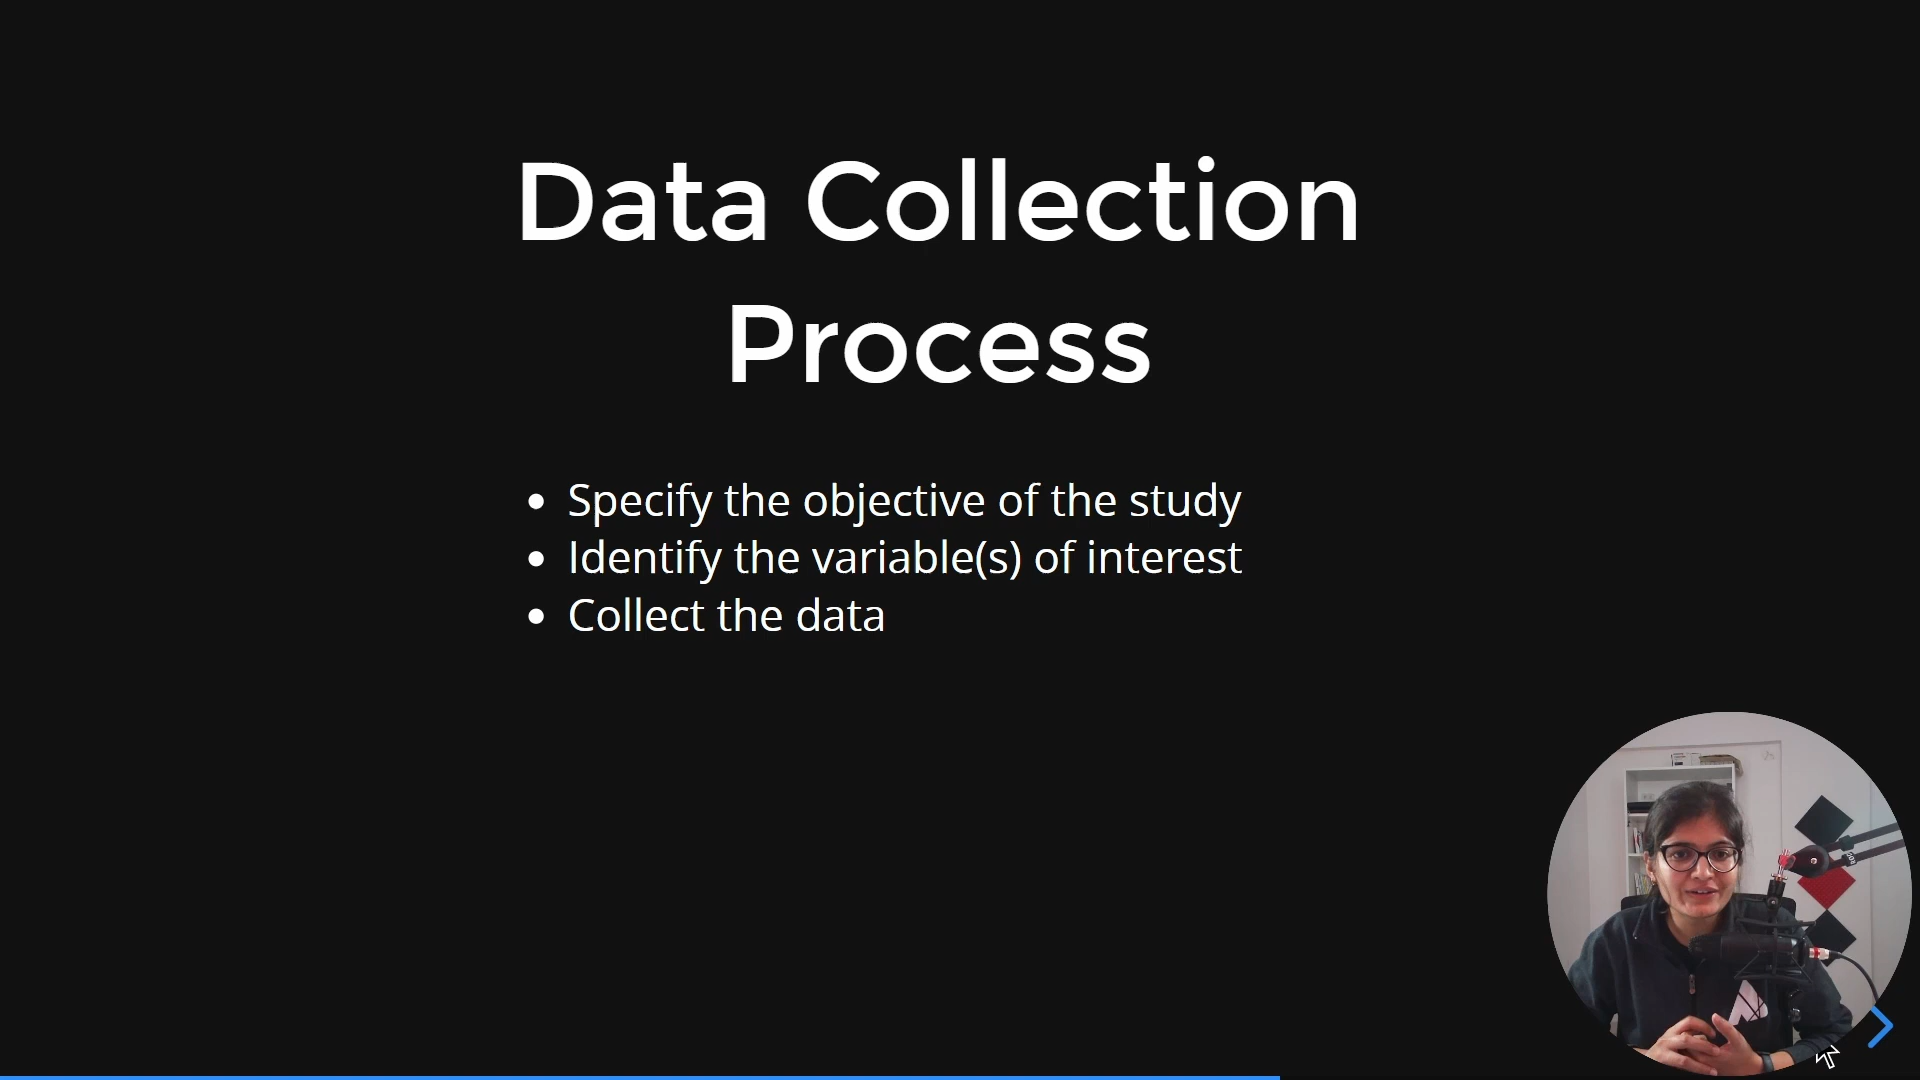 Data Collection
Process
• Specify the objective of the study
• Identify the variable(s) of interest
• Collect the data